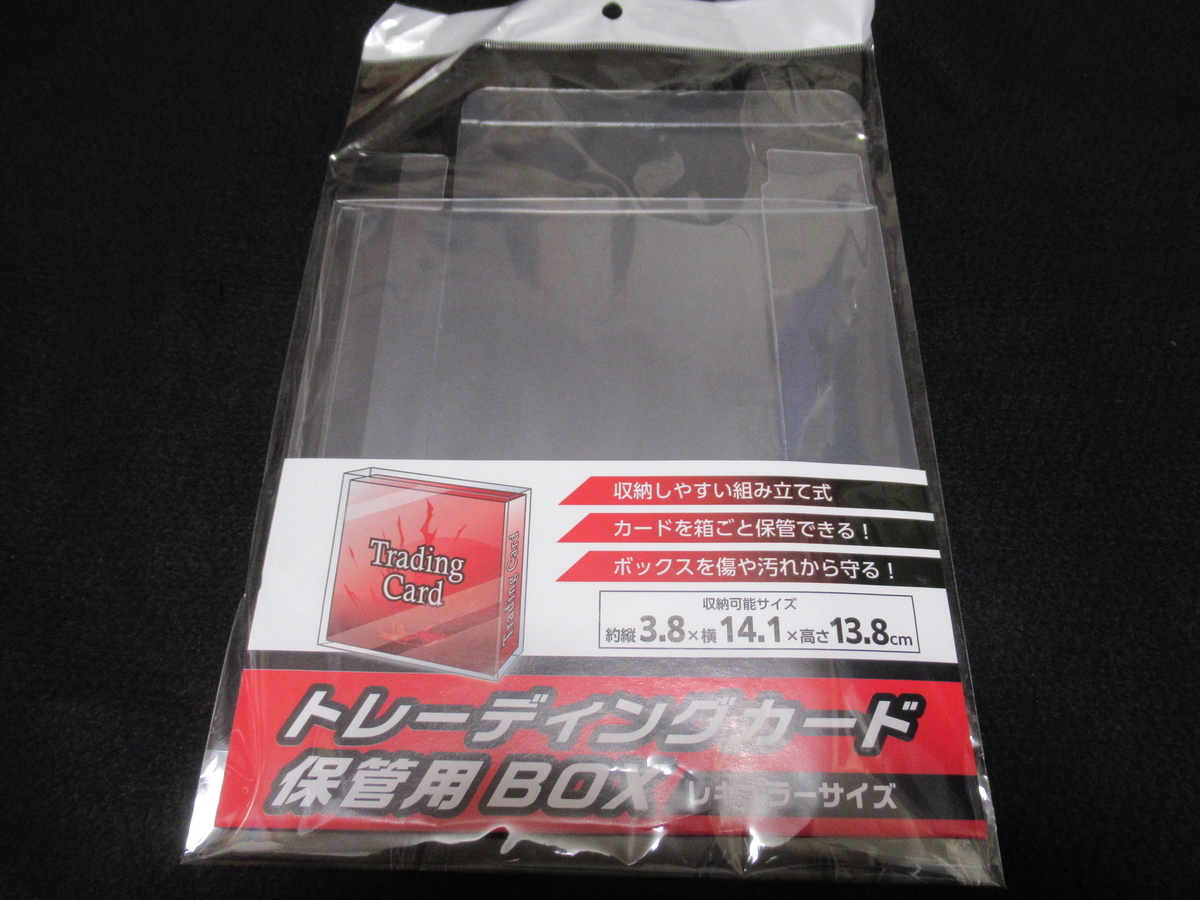 収納しやすい組み立て式
カードを箱ごと保管できる！
ボックスを傷や汚れから守る！
Trading
Card
Trading Card
収納可能サイズ
約縦3.8×横14.1×高さ13.8cm
トレーディングカード
保管用BOX レギュラーサイズ